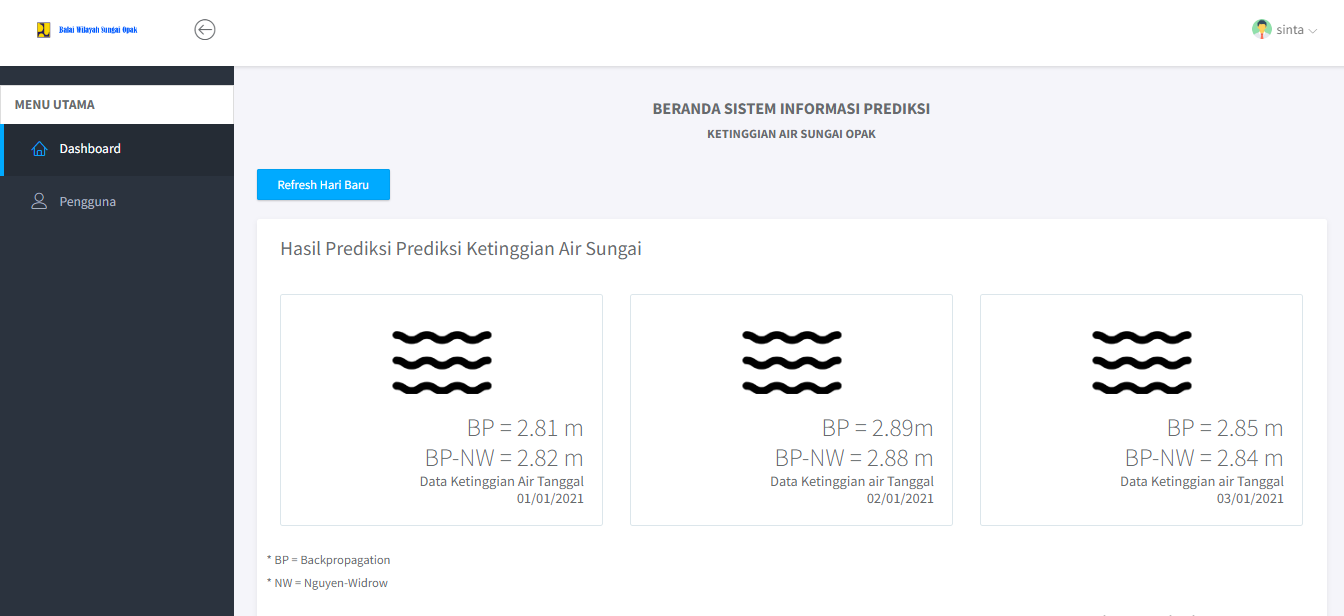 Balai Wilayah Sungai Opak
sinta
MENU UTAMA
Dashboard
Pengguna
BERANDA SISTEM INFORMASI PREDIKSI
KETINGGIAN AIR SUNGAI OPAK
Refresh Hari Baru
Hasil Prediksi Prediksi Ketinggian Air Sungai
BP = 2.81 m
BP-NW = 2.82 m
Data Ketinggian Air Tanggal
01/01/2021
BP = 2.89m
BP-NW = 2.88 m
Data Ketinggian air Tanggal
02/01/2021
BP = 2.85 m
BP-NW = 2.84 m
Data Ketinggian air Tanggal
03/01/2021
* BP = Backpropagation
* NW = Nguyen-Widrow